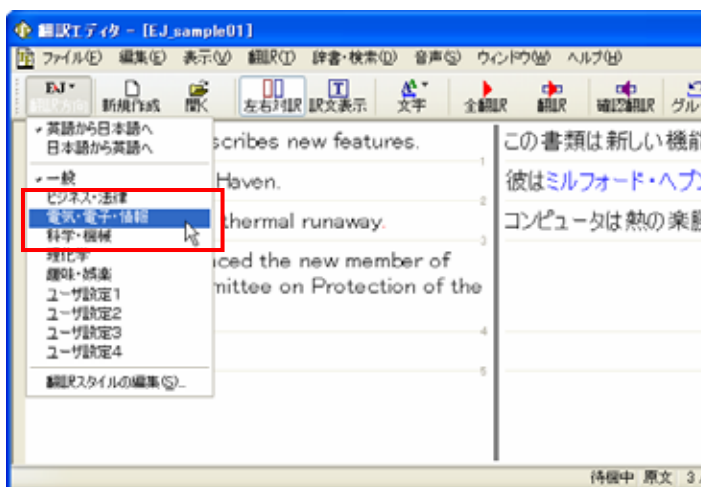 翻訳エディタ - [EJ_sample01]
ファイル(F) 編集(E) 表示(V) 翻訳(T) 辞書・検索(D) 音声(S) ウィンドウ(W) ヘルプ(H)
翻訳方向 新規作成 開く 左右対訳 訳文表示 文字 全翻訳 翻訳 確認翻訳 グル
英語から日本語へ
日本語から英語へ
一般
ビジネス・法律
電気・電子・情報
科学・機械
理化学
趣味・娯楽
ユーザ設定1
ユーザ設定2
ユーザ設定3
ユーザ設定4
翻訳スタイルの編集(S)...
scribes new features.
1
Haven.
2
thermal runaway.
3
ced the new member of
mittee on Protection of the
4
5
この書類は新しい機能
彼はミルフォード・ヘブン
コンピュータは熱の
待機中 原文 3